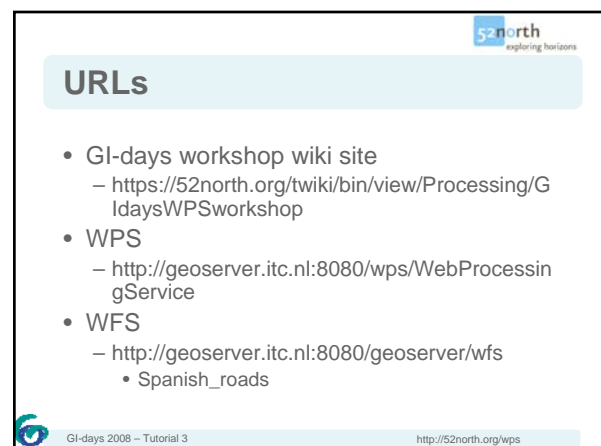 52north
exploring horizons
URLs
• GI-days workshop wiki site
– https://52north.org/twiki/bin/view/Processing/G
IdaysWPSworkshop
• WPS
– http://geoserver.itc.nl:8080/wps/WebProcessin
gService
• WFS
– http://geoserver.itc.nl:8080/geoserver/wfs
• Spanish_roads
GI-days 2008 – Tutorial 3
http://52north.org/wps